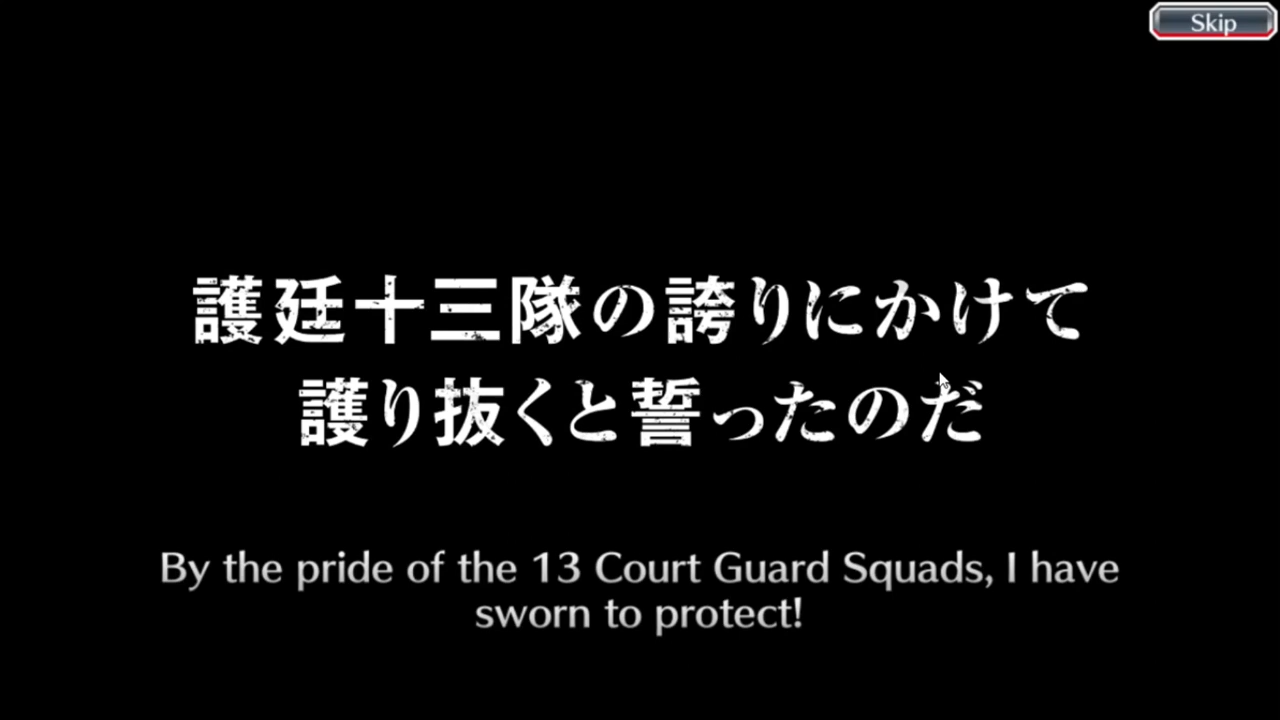 Skip
護廷十三隊の誇りにかけて
護り抜くと誓ったのだ
By the pride of the 13 Court Guard Squads, I have
sworn to protect!